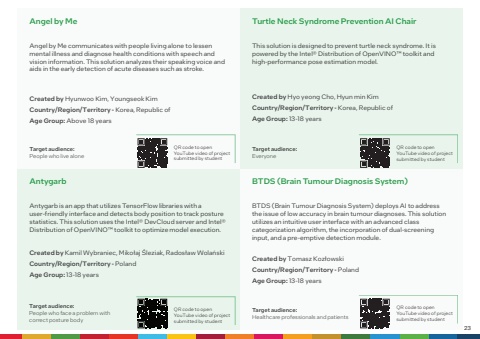 Angel by Me
Angel by Me communicates with people living alone to lessen
mental illness and diagnose health conditions with speech and
vision information. This solution analyzes their speaking voice and
aids in the early detection of acute diseases such as stroke.
Created by Hyunwoo Kim, Youngseok Kim
Country/Region/Territory - Korea, Republic of
Age Group: Above 18 years
Target audience:
People who live alone
QR code to open
YouTube video of project
submitted by student
Turtle Neck Syndrome Prevention AI Chair
This solution is designed to prevent turtle neck syndrome. It is
powered by the Intel® Distribution of OpenVINO™ toolkit and
high-performance pose estimation model.
Created by Hyo yeong Cho, Hyun min Kim
Country/Region/Territory - Korea, Republic of
Age Group: 13-18 years
Target audience:
Everyone
QR code to open
YouTube video of project
submitted by student
Antygarb
Antygarb is an app that utilizes TensorFlow libraries with a
user-friendly interface and detects body position to track posture
statistics. This solution uses the Intel® DevCloud server and Intel®
Distribution of OpenVINO™ toolkit to optimize model execution.
Created by Kamil Wybraniec, Mikołaj Śleziak, Radosław Wolański
Country/Region/Territory - Poland
Age Group: 13-18 years
Target audience:
People who face a problem with
correct posture body
QR code to open
YouTube video of project
submitted by student
BTDS (Brain Tumour Diagnosis System)
BTDS (Brain Tumour Diagnosis System) deploys AI to address
the issue of low accuracy in brain tumour diagnoses. This solution
utilizes an intuitive user interface with an advanced class
categorization algorithm, the incorporation of dual-screening
input, and a pre-emptive detection module.
Created by Tomasz Kozłowski
Country/Region/Territory - Poland
Age Group: 13-18 years
Target audience:
Healthcare professionals and patients
QR code to open
YouTube video of project
submitted by student
23